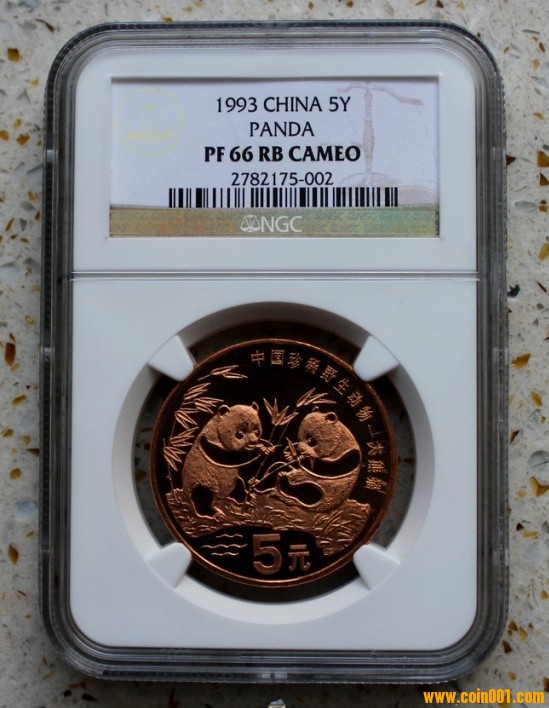 1993 CHINA 5Y
PANDA
PF 66 RB CAMEO
2782175-002
NGC
中国珍稀野生动物—大熊猫
5元
www.coin001.com